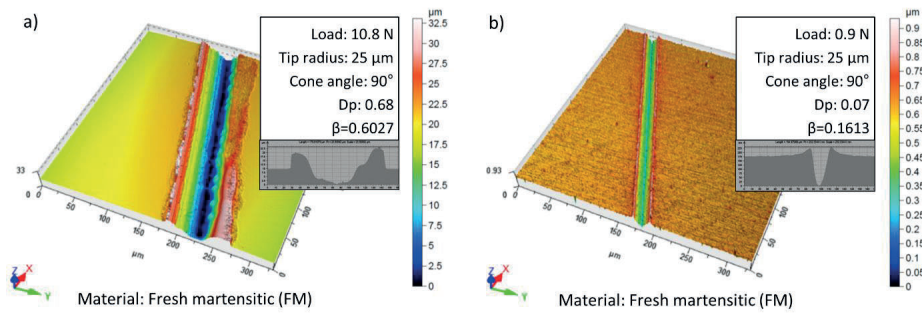 a)
µm
32.5
30
27.5
25
22.5
20
17.5
15
12.5
10
7.5
5
2.5
0
Load: 10.8 N
Tip radius: 25 µm
Cone angle: 90°
Dp: 0.68
β=0.6027
33
0
0
50
100
150
200
250
300
µm
0
50
100
Z
X
Y
Material: Fresh martensitic (FM)
b)
µm
0.9
0.85
0.8
0.75
0.7
0.65
0.6
0.55
0.5
0.45
0.4
0.35
0.3
0.25
0.2
0.15
0.1
0.05
0
Load: 0.9 N
Tip radius: 25 µm
Cone angle: 90°
Dp: 0.07
β=0.1613
0.93
0
0
50
100
150
200
250
300
µm
0
50
100
Z
X
Y
Material: Fresh martensitic (FM)